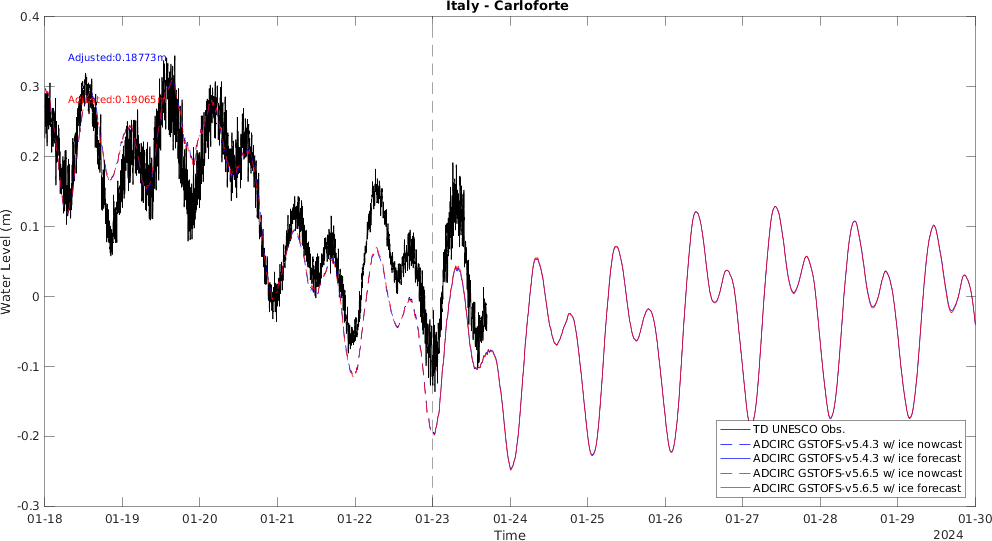 Italy - Carloforte
0.4
0.3
0.2
0.1
0
-0.1
-0.2
-0.3
Water Level (m)
Adjusted:0.18773m
Adjusted:0.19065m
TD UNESCO Obs.
ADCIRC GSTOFS-v5.4.3 w/ ice nowcast
ADCIRC GSTOFS-v5.4.3 w/ ice forecast
ADCIRC GSTOFS-v5.6.5 w/ ice nowcast
ADCIRC GSTOFS-v5.6.5 w/ ice forecast
01-18 01-19 01-20 01-21 01-22 01-23 01-24 01-25 01-26 01-27 01-28 01-29 01-30
Time
2024